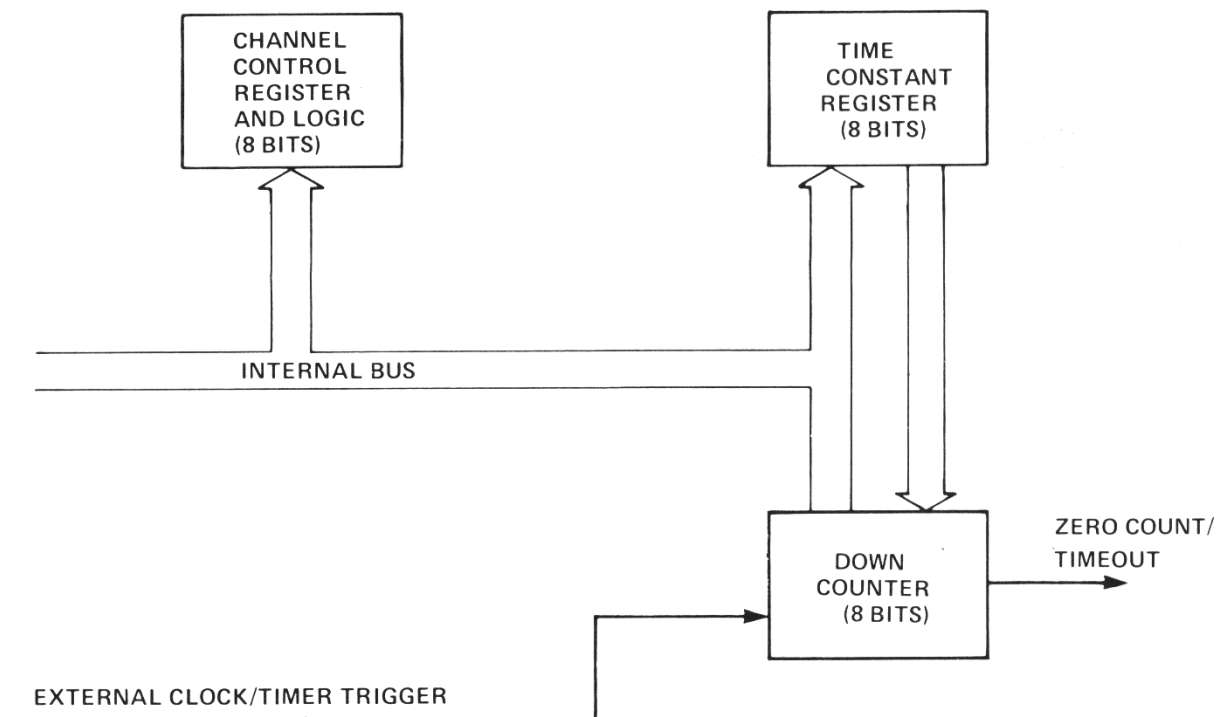 CHANNEL
CONTROL
REGISTER
AND LOGIC
(8 BITS)
TIME
CONSTANT
REGISTER
(8 BITS)
INTERNAL BUS
ZERO COUNT/
TIMEOUT
DOWN
COUNTER
(8 BITS)
EXTERNAL CLOCK/TIMER TRIGGER